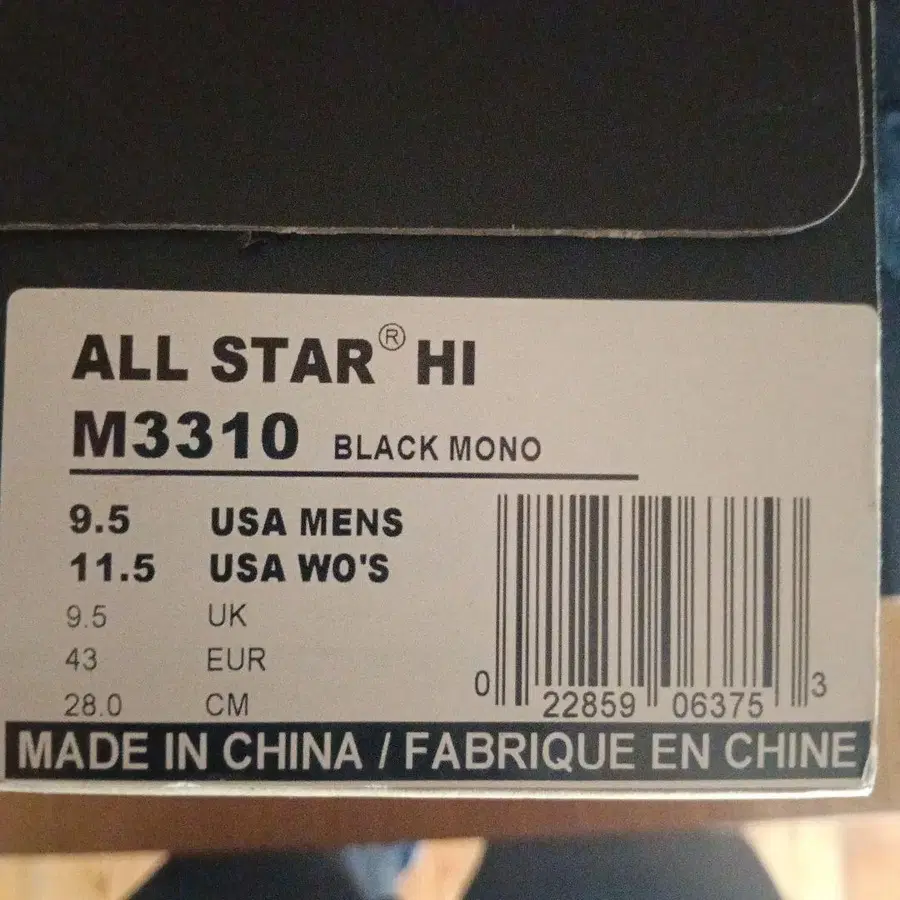 ALL STAR® HI
M3310 BLACK MONO
9.5 USA MENS
11.5 USA WO'S
9.5 UK
43 EUR
28.0 CM
0 22859 06375 3
MADE IN CHINA / FABRIQUE EN CHINE